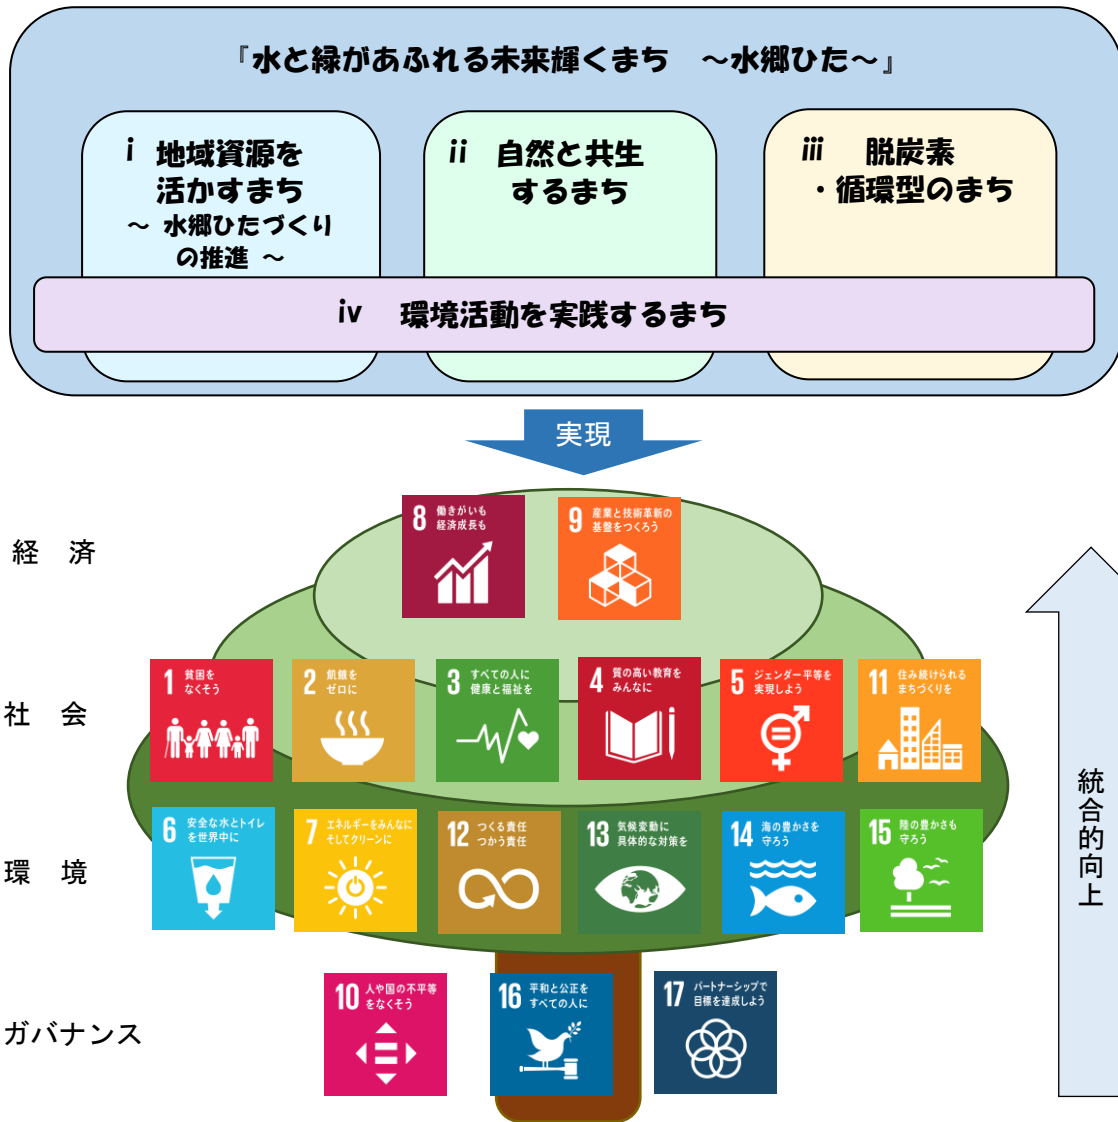 『水と緑があふれる未来輝くまち　～水郷ひた～』
i 地域資源を
活かすまち
～ 水郷ひたづくり
の推進 ～
ii 自然と共生
するまち
iii 脱炭素
・循環型のまち
iv 環境活動を実践するまち
実現
経　済
8 働きがいも
経済成長も
9 産業と技術革新の
基盤をつくろう
社　会
1 貧困を
なくそう
2 飢餓を
ゼロに
3 すべての人に
健康と福祉を
4 質の高い教育を
みんなに
5 ジェンダー平等を
実現しよう
11 住み続けられる
まちづくりを
環　境
6 安全な水とトイレ
を世界中に
7 エネルギーをみんなに
そしてクリーンに
12 つくる責任
つかう責任
13 気候変動に
具体的な対策を
14 海の豊かさを
守ろう
15 陸の豊かさも
守ろう
ガバナンス
10 人や国の不平等
をなくそう
16 平和と公正を
すべての人に
17 パートナーシップで
目標を達成しよう
統合的向上